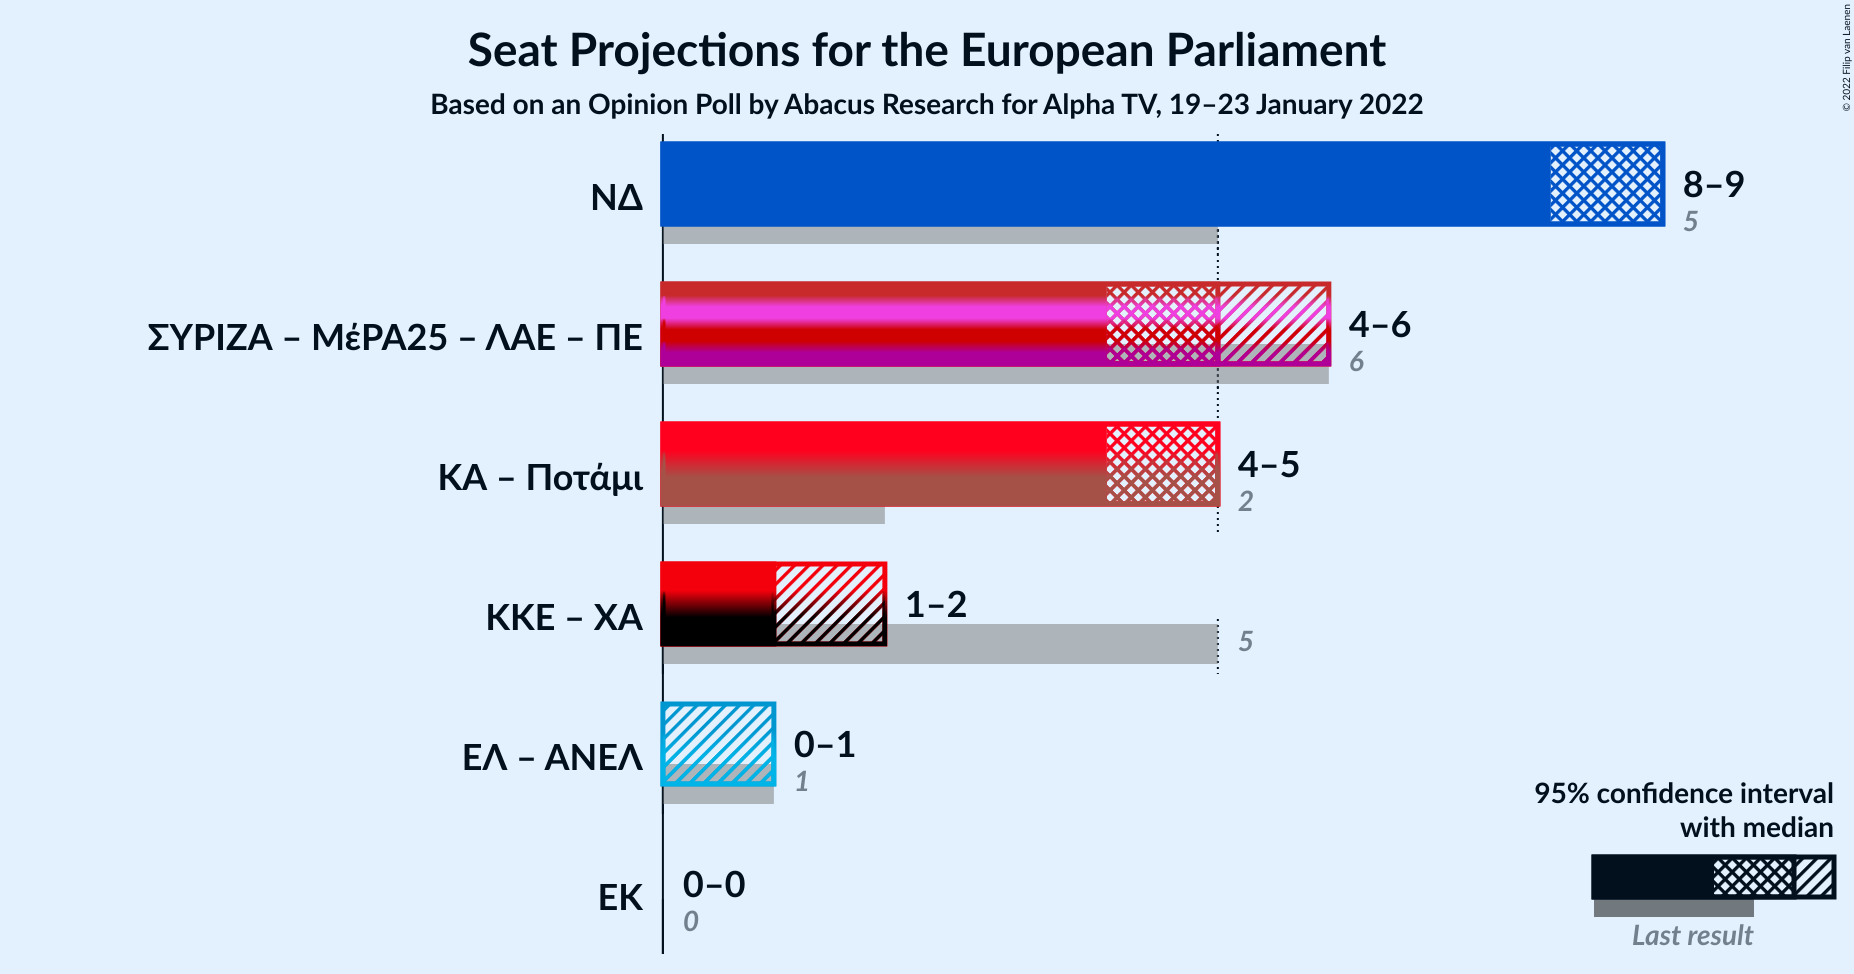 Seat Projections for the European Parliament
Based on an Opinion Poll by Abacus Research for Alpha TV, 19–23 January 2022
© 2022 Filip van Laenen
ΝΔ
8–9
5
ΣΥΡΙΖΑ – ΜέΡΑ25 – ΛΑΕ – ΠΕ
4–6
6
ΚΑ – Ποτάμι
4–5
2
ΚΚΕ – ΧΑ
1–2
5
ΕΛ – ΑΝΕΛ
0–1
1
ΕΚ
0–0
0
95% confidence interval
with median
Last result